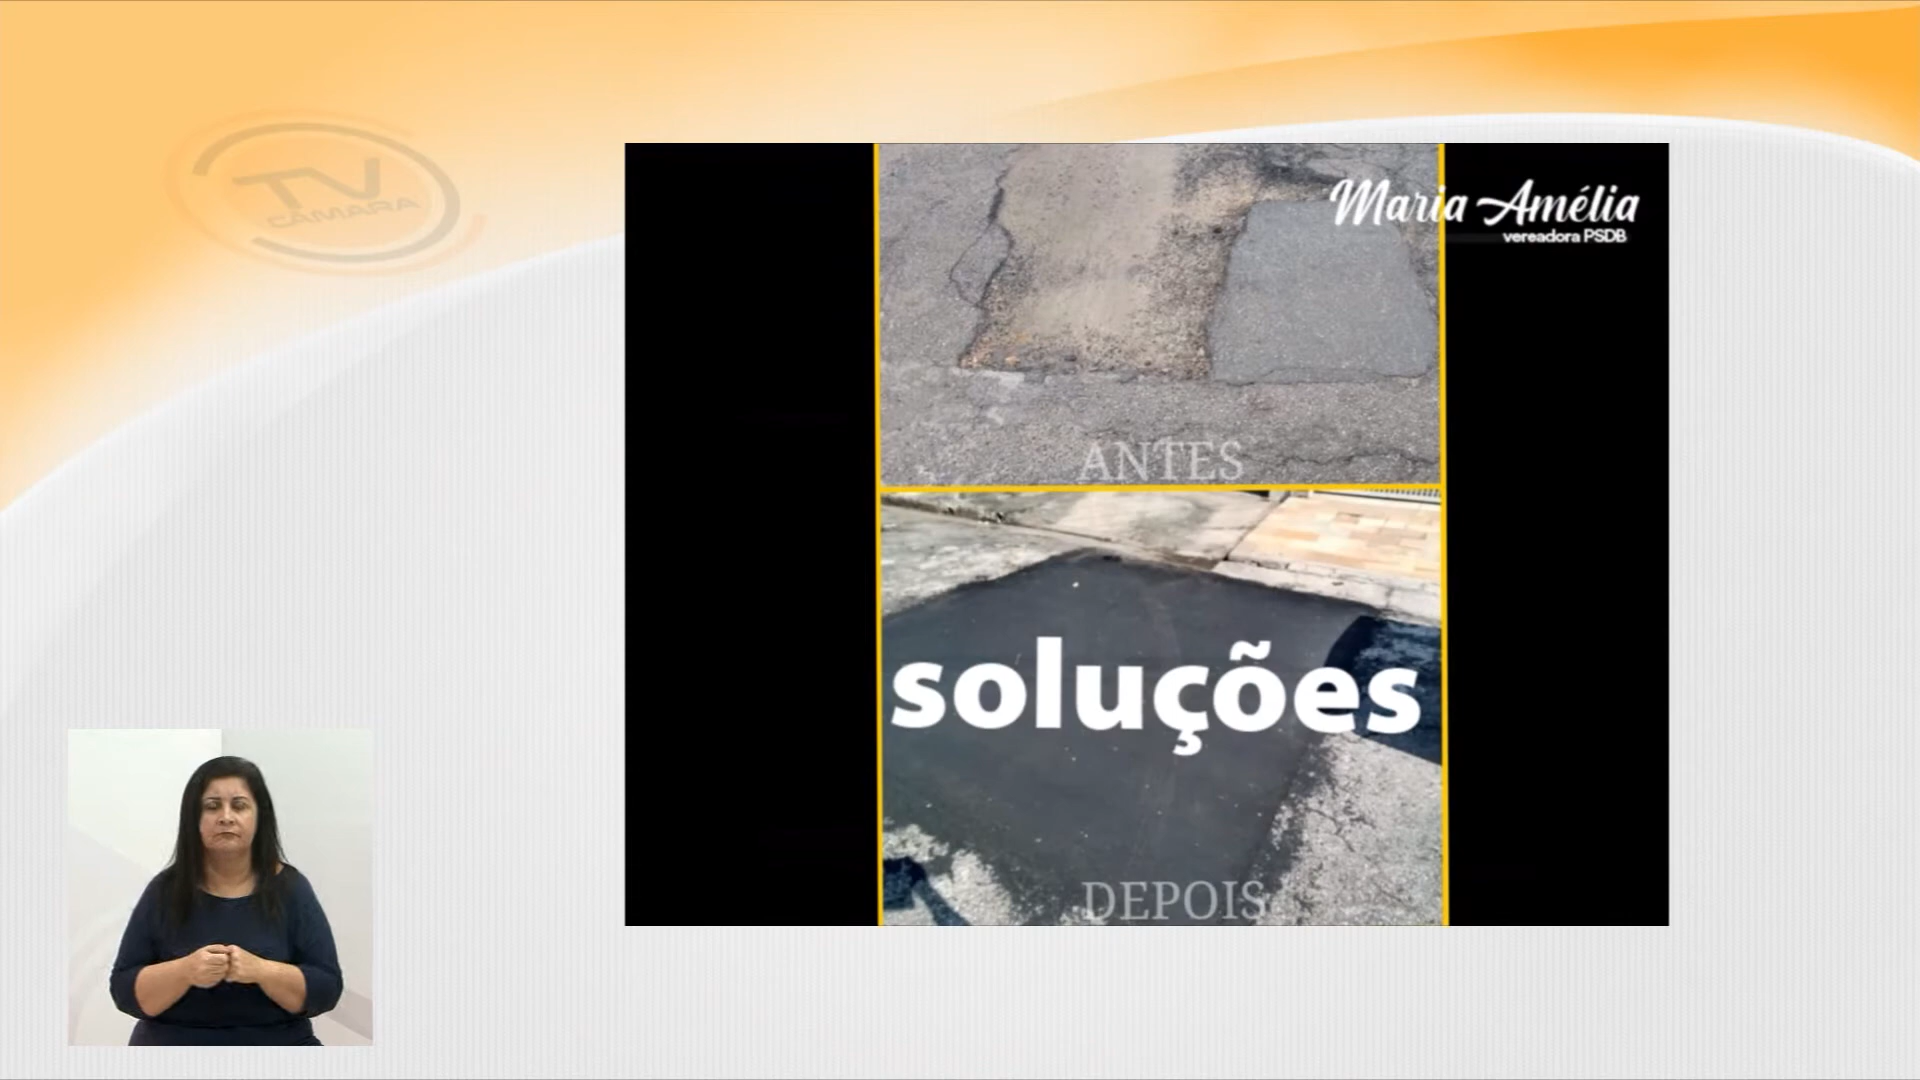 TV
CÂMARA
Maria Amélia
vereadora PSDB
ANTES
soluções
DEPOIS